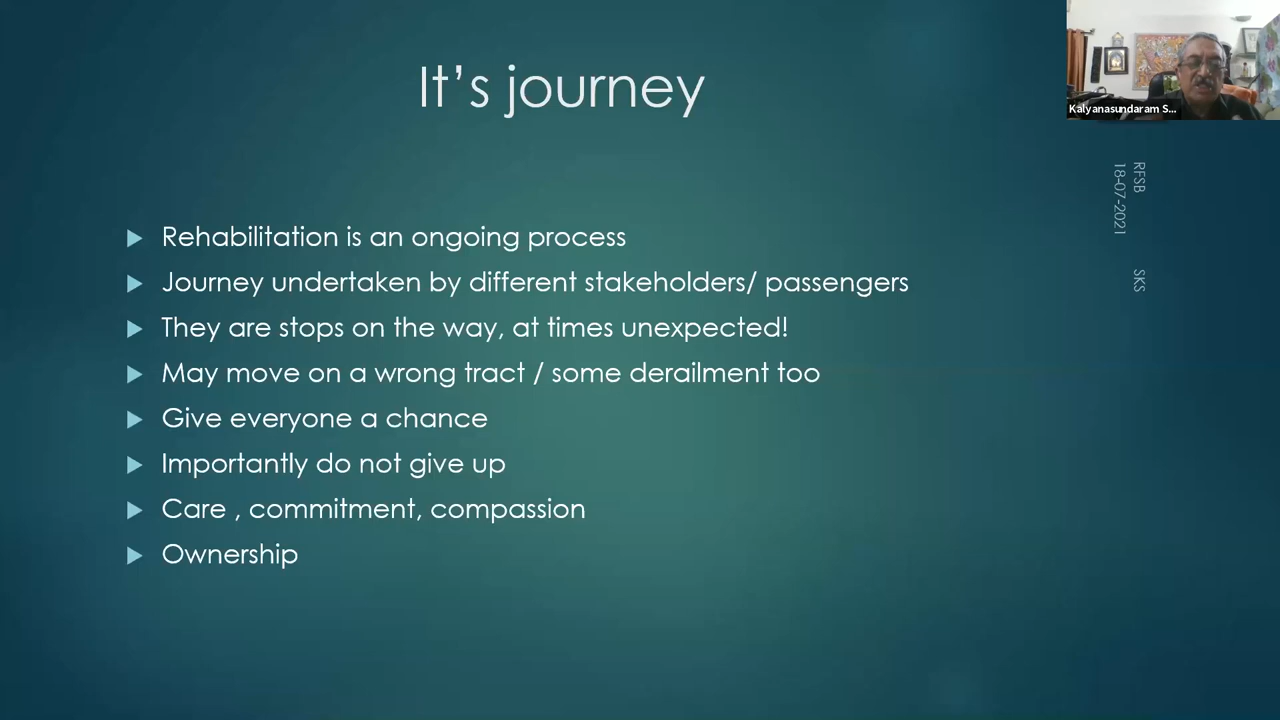 It's journey
Kalyanasundaram S...
RFSB
18-07-2021
SKS
Rehabilitation is an ongoing process
Journey undertaken by different stakeholders/ passengers
They are stops on the way, at times unexpected!
May move on a wrong tract / some derailment too
Give everyone a chance
Importantly do not give up
Care , commitment, compassion
Ownership